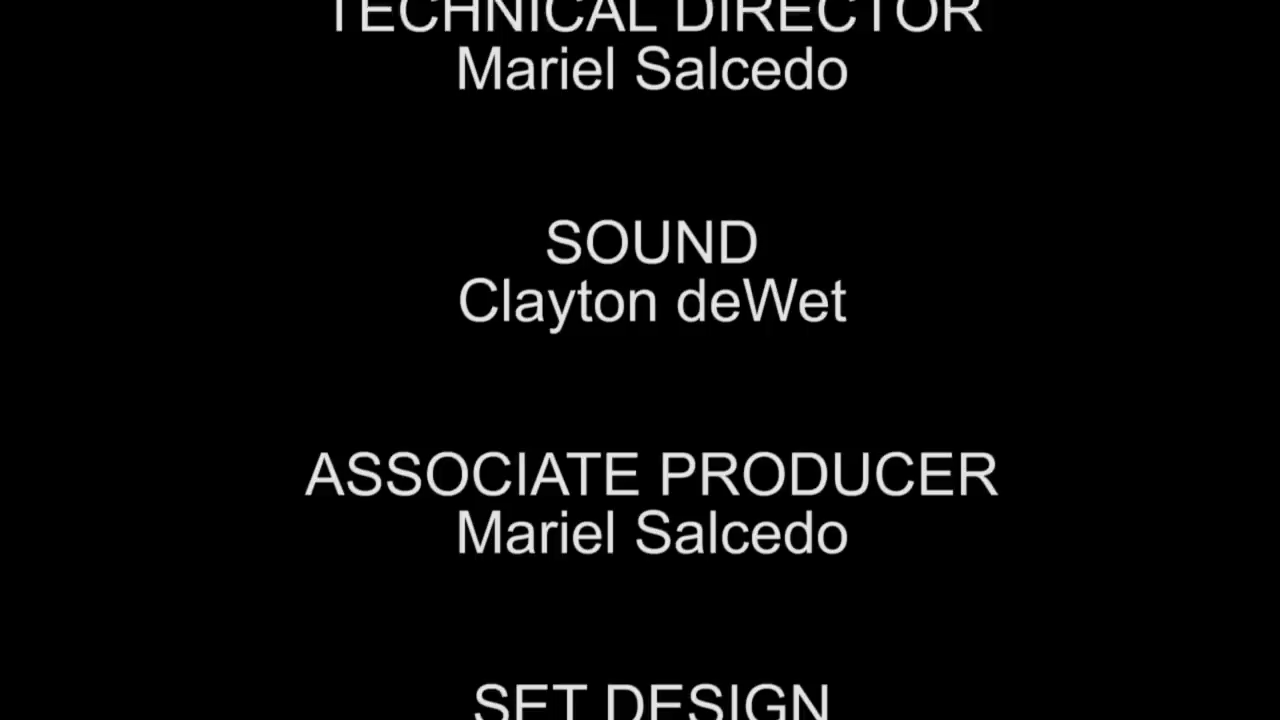 TECHNICAL DIRECTOR
Mariel Salcedo
SOUND
Clayton deWet
ASSOCIATE PRODUCER
Mariel Salcedo
SET DESIGN